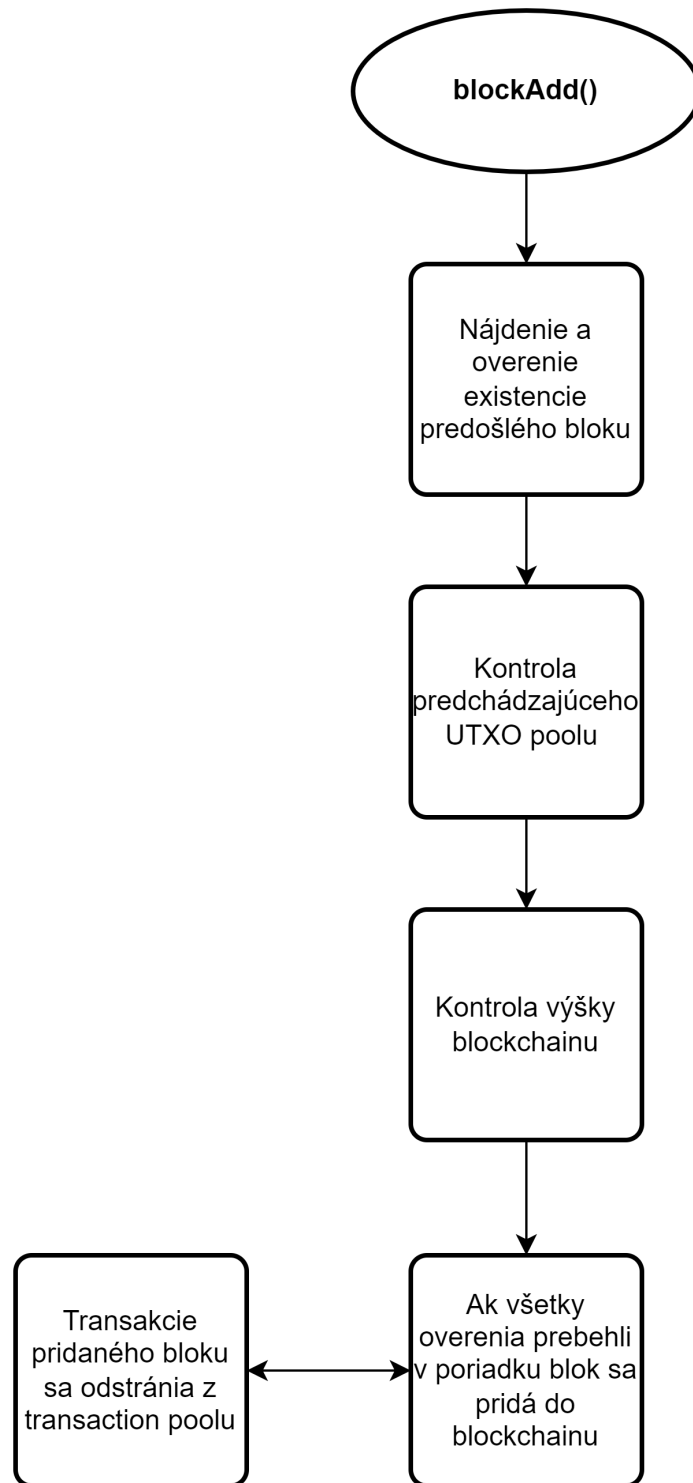 blockAdd()
Nájdenie a
overenie
existencie
predošlého bloku
Kontrola
predchádzajúceho
UTXO poolu
Kontrola výšky
blockchainu
Transakcie
pridaného bloku
sa odstránia z
transaction poolu
Ak všetky
overenia prebehli
v poriadku blok sa
pridá do
blockchainu